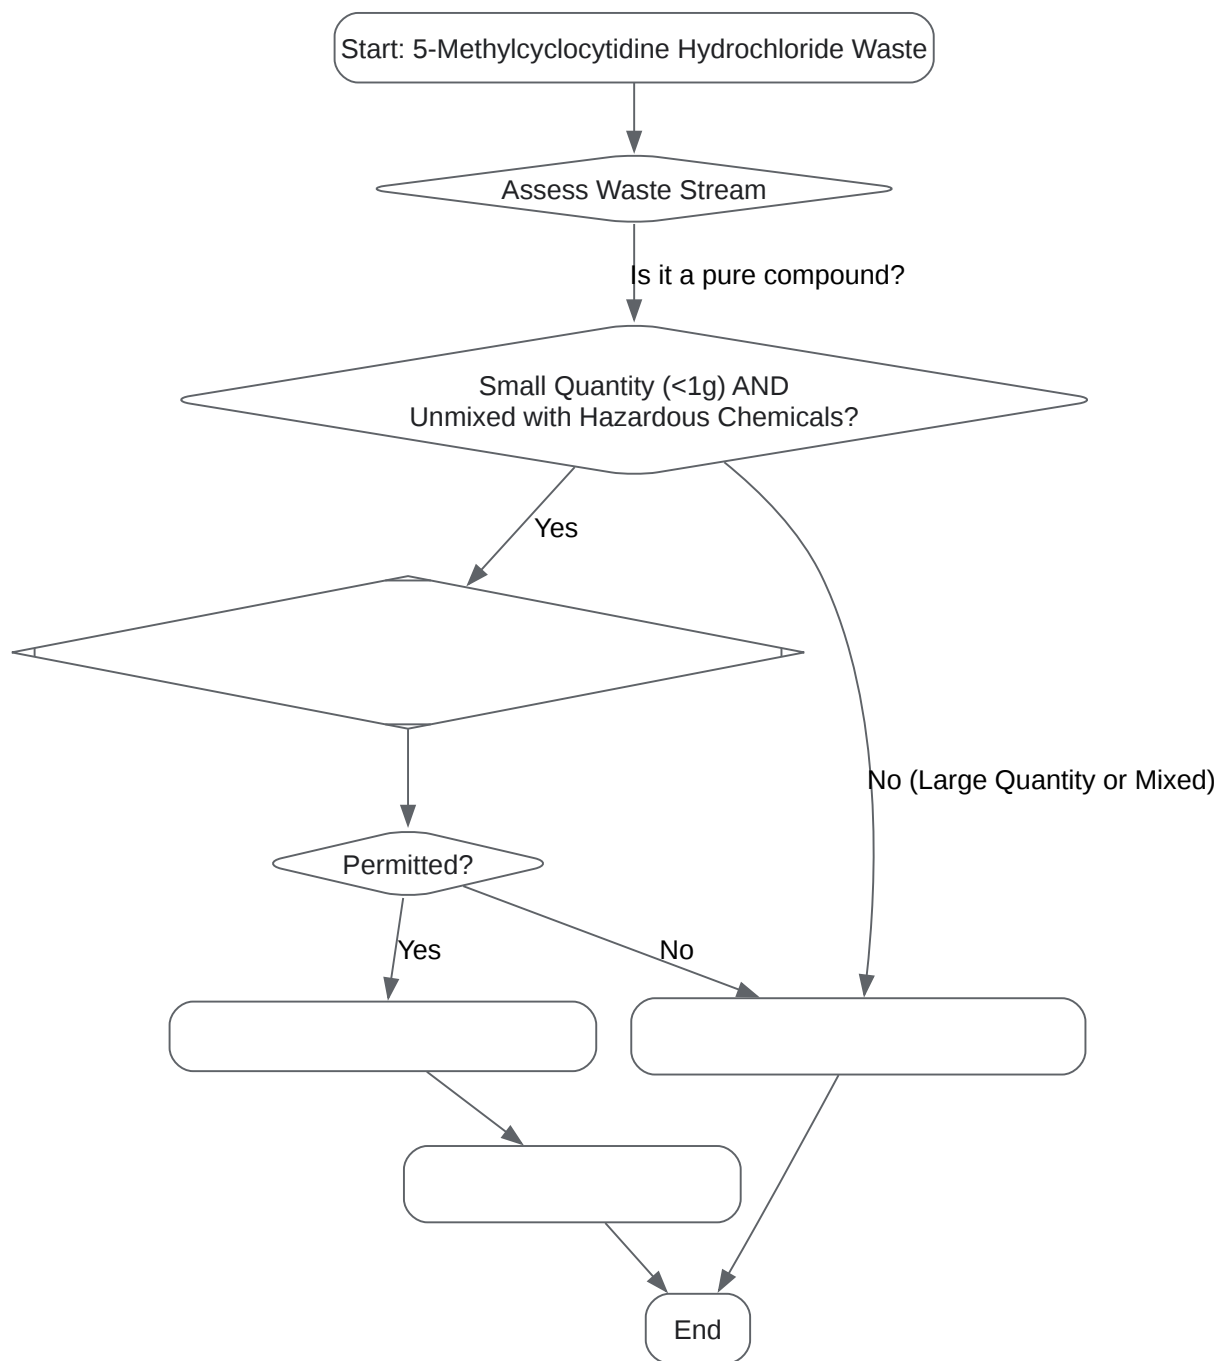 Start: 5-Methylcyclocytidine Hydrochloride Waste
Assess Waste Stream
Is it a pure compound?
Small Quantity (<1g) AND
Unmixed with Hazardous Chemicals?
Yes
No (Large Quantity or Mixed)
Permitted?
Yes
No
End